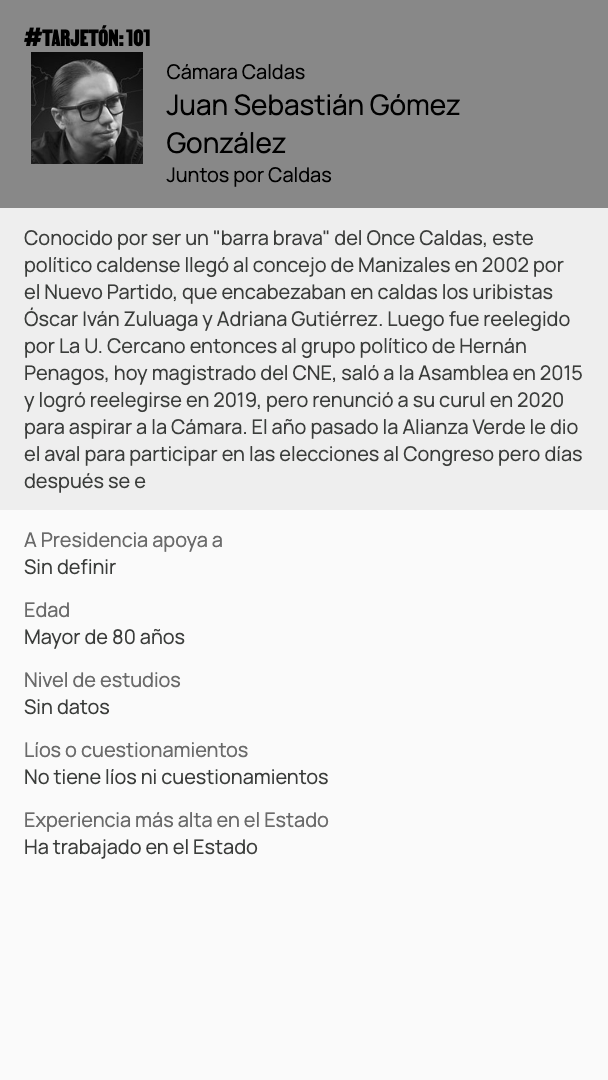 #TARJETÓN: 101
Cámara Caldas
Juan Sebastián Gómez
González
Juntos por Caldas
Conocido por ser un "barra brava" del Once Caldas, este
político caldense llegó al concejo de Manizales en 2002 por
el Nuevo Partido, que encabezaban en caldas los uribistas
Óscar Iván Zuluaga y Adriana Gutiérrez. Luego fue reelegido
por La U. Cercano entonces al grupo político de Hernán
Penagos, hoy magistrado del CNE, saló a la Asamblea en 2015
y logró reelegirse en 2019, pero renunció a su curul en 2020
para aspirar a la Cámara. El año pasado la Alianza Verde le dio
el aval para participar en las elecciones al Congreso pero días
después se e
A Presidencia apoya a
Sin definir
Edad
Mayor de 80 años
Nivel de estudios
Sin datos
Líos o cuestionamientos
No tiene líos ni cuestionamientos
Experiencia más alta en el Estado
Ha trabajado en el Estado